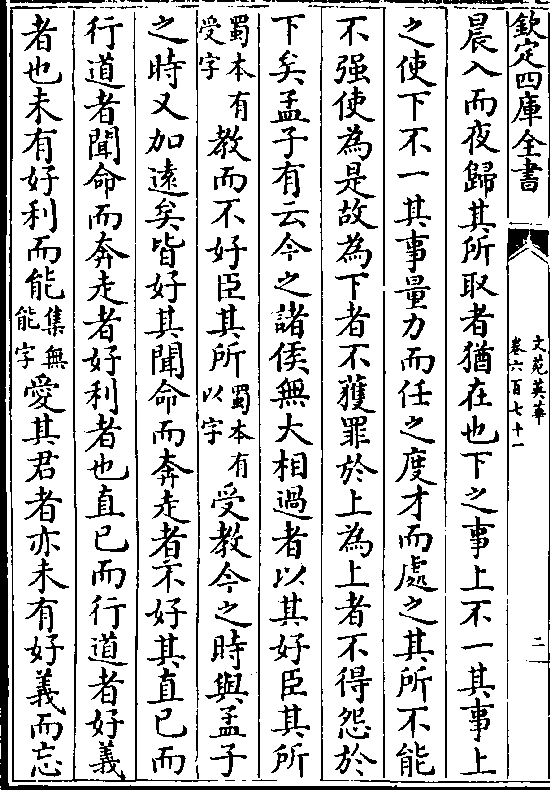 欽定四庫全書
文苑英華
卷六百七十一
二
晨入而夜歸其所取者猶在也下之事上不一其事上
之使下不一其事量力而任之度才而處之其所不能
不强使為是故為下者不獲罪於上為上者不得怨於
下矣孟子有云今之諸侯無大相過者以其好臣其所
蜀本有受字教而不好臣其所蜀本有以字受教今之時與孟子
之時又加遠矣皆好其聞命而奔走者不好其直已而
行道者聞命而奔走者好利者也直已而行道者好義
者也未有好利而能集無能字愛其君者亦未有好義而忘